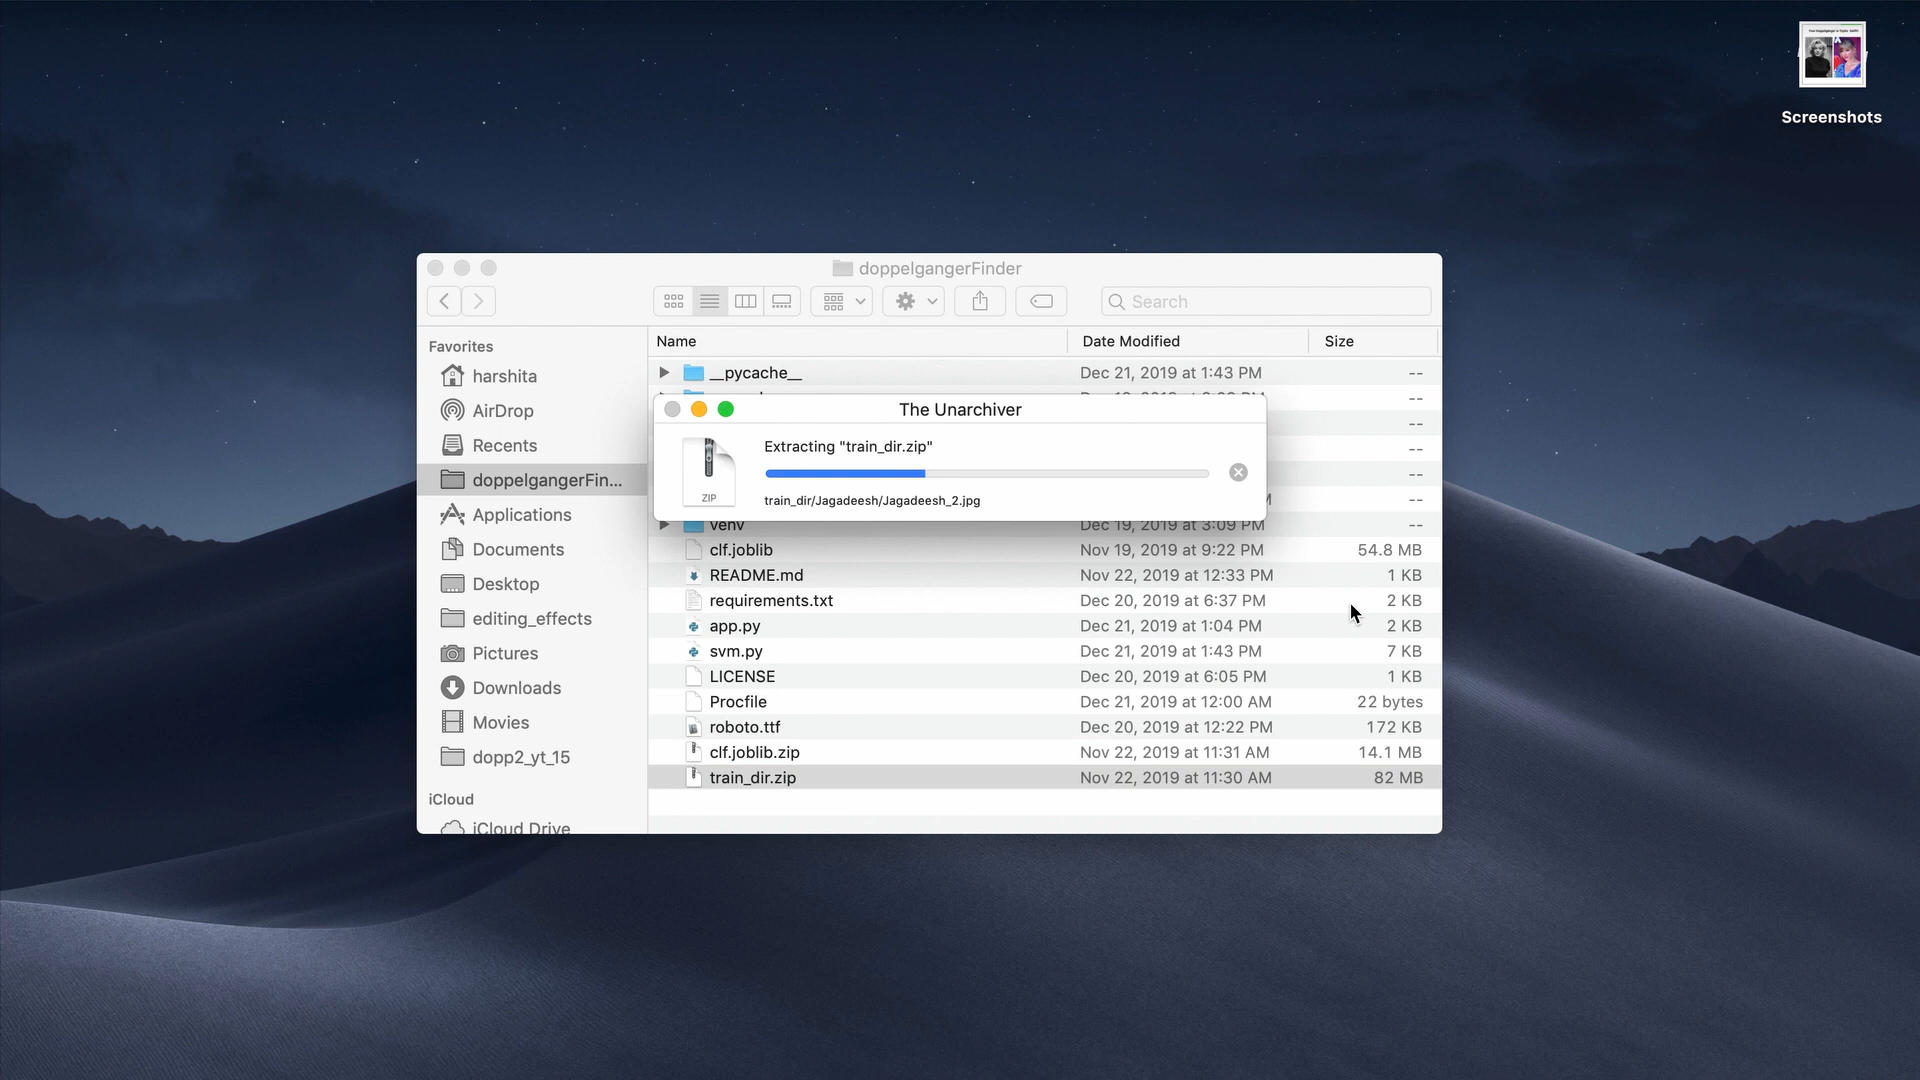 Screenshots
doppelgangerFinder
Search
Favorites
harshita
AirDrop
Recents
doppelgangerFin...
Applications
Documents
Desktop
editing_effects
Pictures
Downloads
Movies
dopp2_yt_15
iCloud
iCloud Drive
Name Date Modified Size
__pycache__ Dec 21, 2019 at 1:43 PM --
--
--
--
--
--
The Unarchiver
Extracting "train_dir.zip"
ZIP
train_dir/Jagadeesh/Jagadeesh_2.jpg
venv Dec 19, 2019 at 3:09 PM --
clf.joblib Nov 19, 2019 at 9:22 PM 54.8 MB
README.md Nov 22, 2019 at 12:33 PM 1 KB
requirements.txt Dec 20, 2019 at 6:37 PM 2 KB
app.py Dec 21, 2019 at 1:04 PM 2 KB
svm.py Dec 21, 2019 at 1:43 PM 7 KB
LICENSE Dec 20, 2019 at 6:05 PM 1 KB
Procfile Dec 21, 2019 at 12:00 AM 22 bytes
roboto.ttf Dec 20, 2019 at 12:22 PM 172 KB
clf.joblib.zip Nov 22, 2019 at 11:31 AM 14.1 MB
train_dir.zip Nov 22, 2019 at 11:30 AM 82 MB